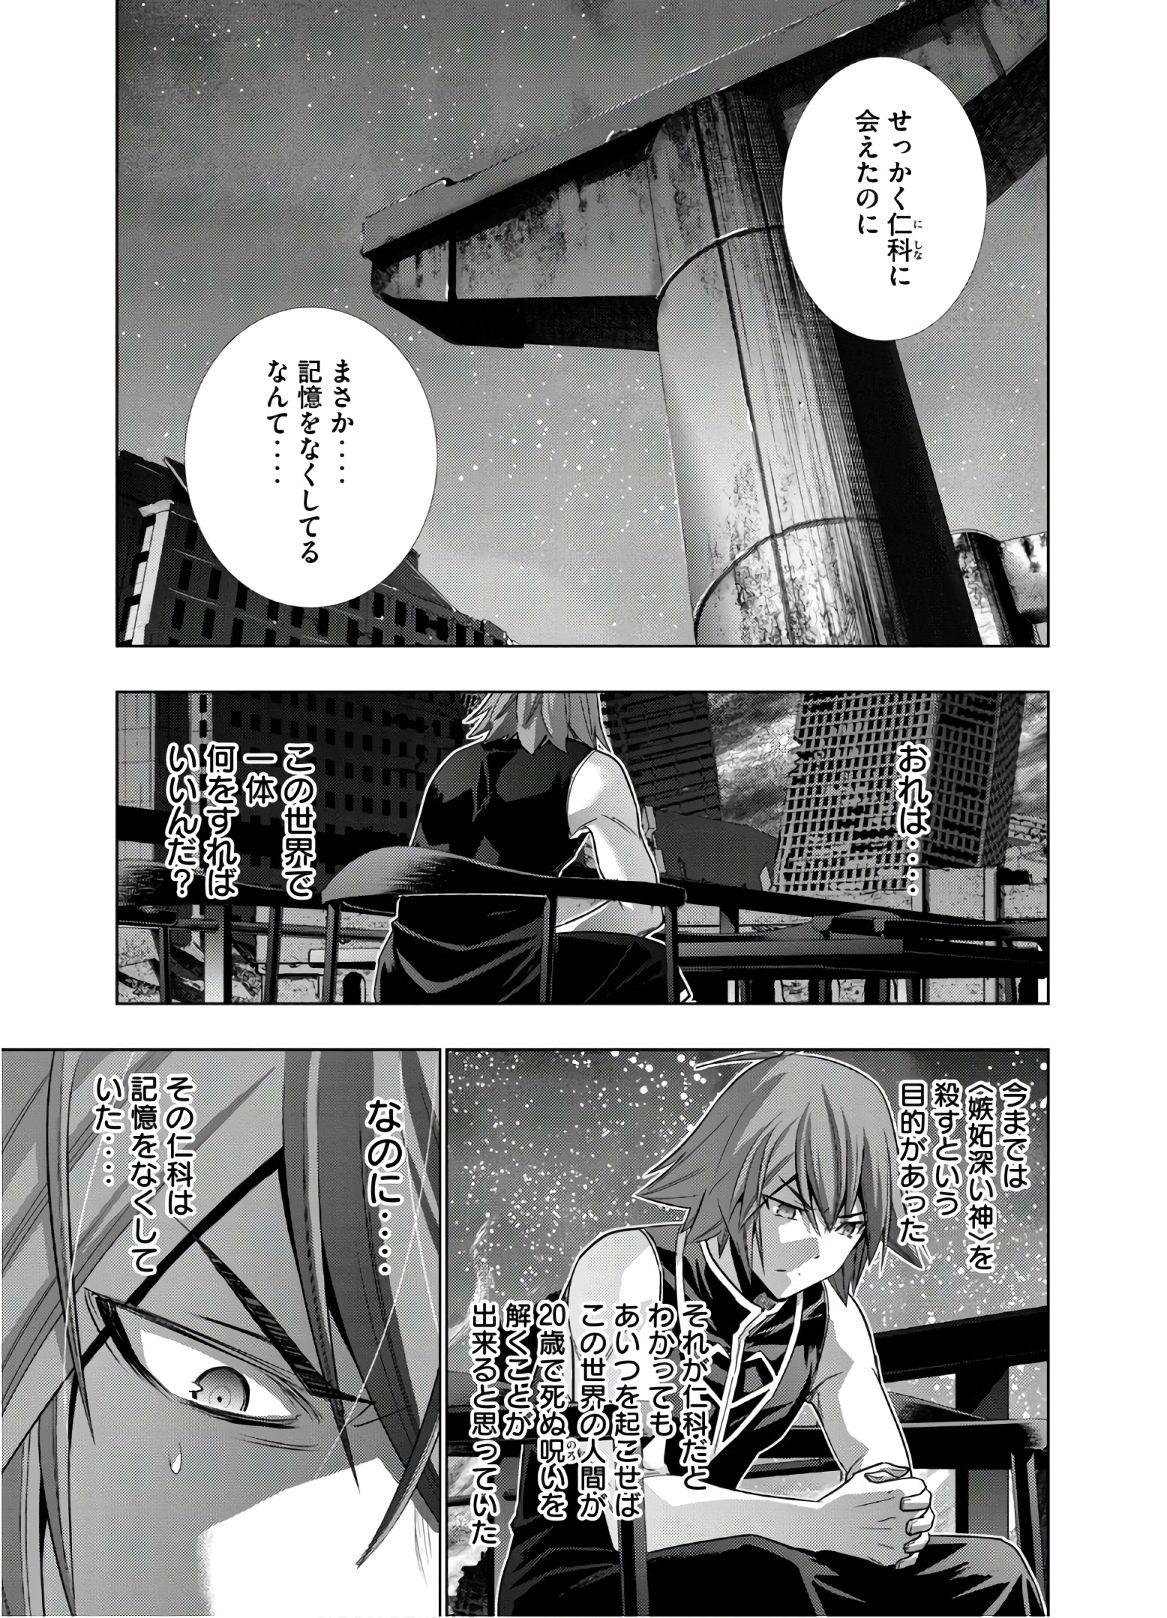 せっかく仁科に
会えたのに
まさか‥‥
記憶をなくしてる
なんて‥‥
おれは‥‥
この世界で
一体
何をすれば
いいんだ？
今までは
〈嫉妬深い神〉を
殺すという
目的があった
それが仁科だと
わかっても
あいつを起こせば
この世界の人間が
20歳で死ぬ呪いを
解くことが
出来ると思っていた
なのに‥‥
その仁科は
記憶をなくして
いた‥‥